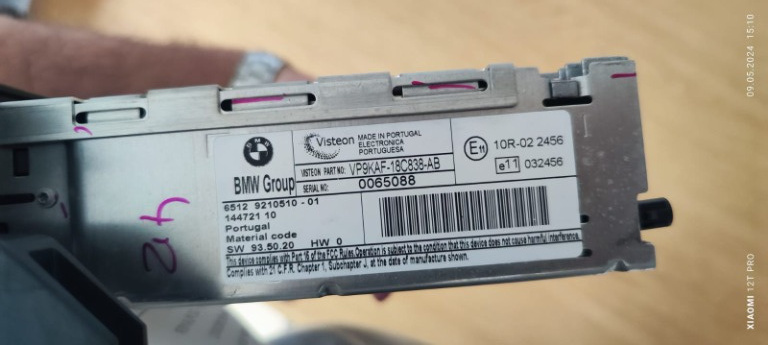 BMW
BMW Group
Visteon
MADE IN PORTUGAL
ELECTRONICA
PORTUGUESA
VISTEON PART NO: VP9KAF-18C838-AB
SERIAL NO: 0065088
E11 10R-02 2456
e11 032456
6512 9210510 - 01
144721 10
Portugal
Material code
SW 93.50.20 HW 0
This device complies with Part 15 of the FCC Rules. Operation is subject to the condition that this device does not cause harmful interference.
Complies with 21 C.F.R. Chapter 1, Subchapter J, at the date of manufacture shown.
XIAOMI 12T PRO
09.05.2024 15:10